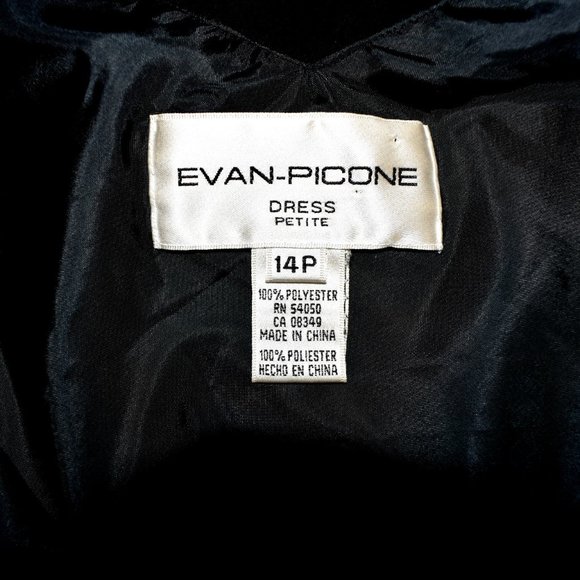 EVAN-PICONE
DRESS
PETITE
14P
100% POLYESTER
RN 54050
CA 08349
MADE IN CHINA
100% POLIESTER
HECHO EN CHINA